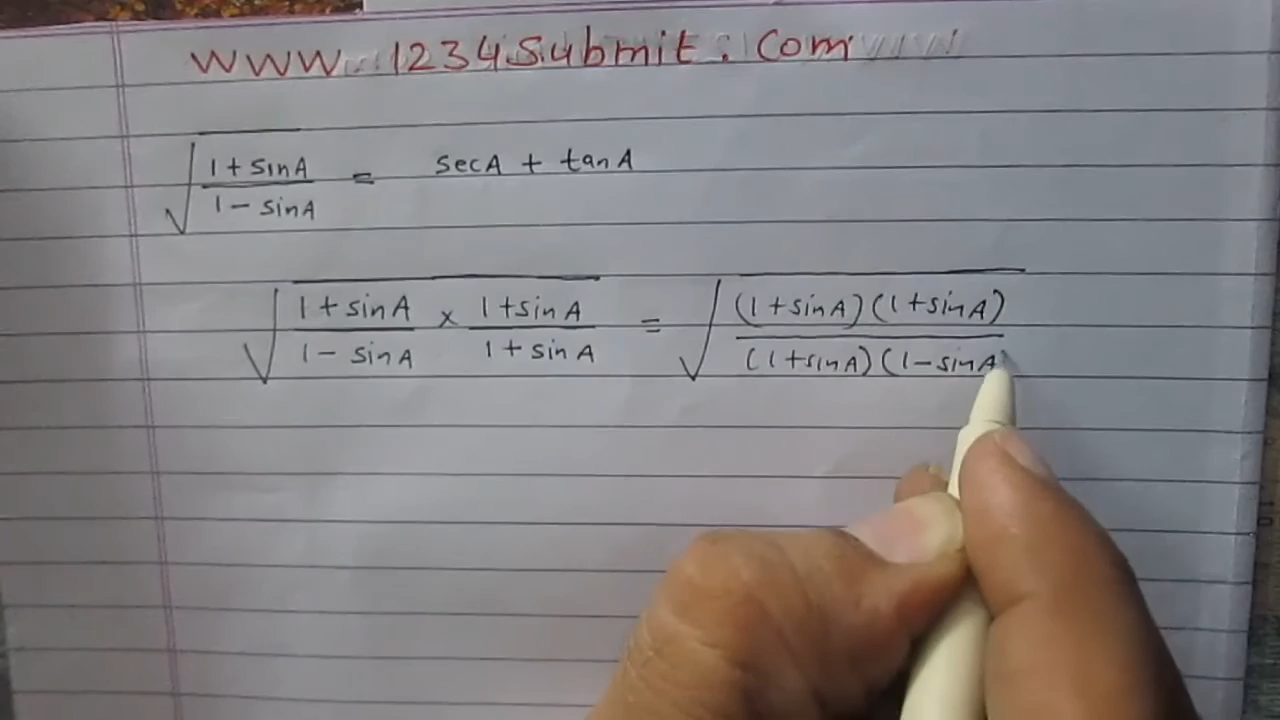 www.1234submit.com
√((1 + sinA)/(1 - sinA)) = secA + tanA
√((1 + sinA)/(1 - sinA) × (1 + sinA)/(1 + sinA)) = √(((1 + sinA)(1 + sinA))/((1 + sinA)(1 - sinA)))